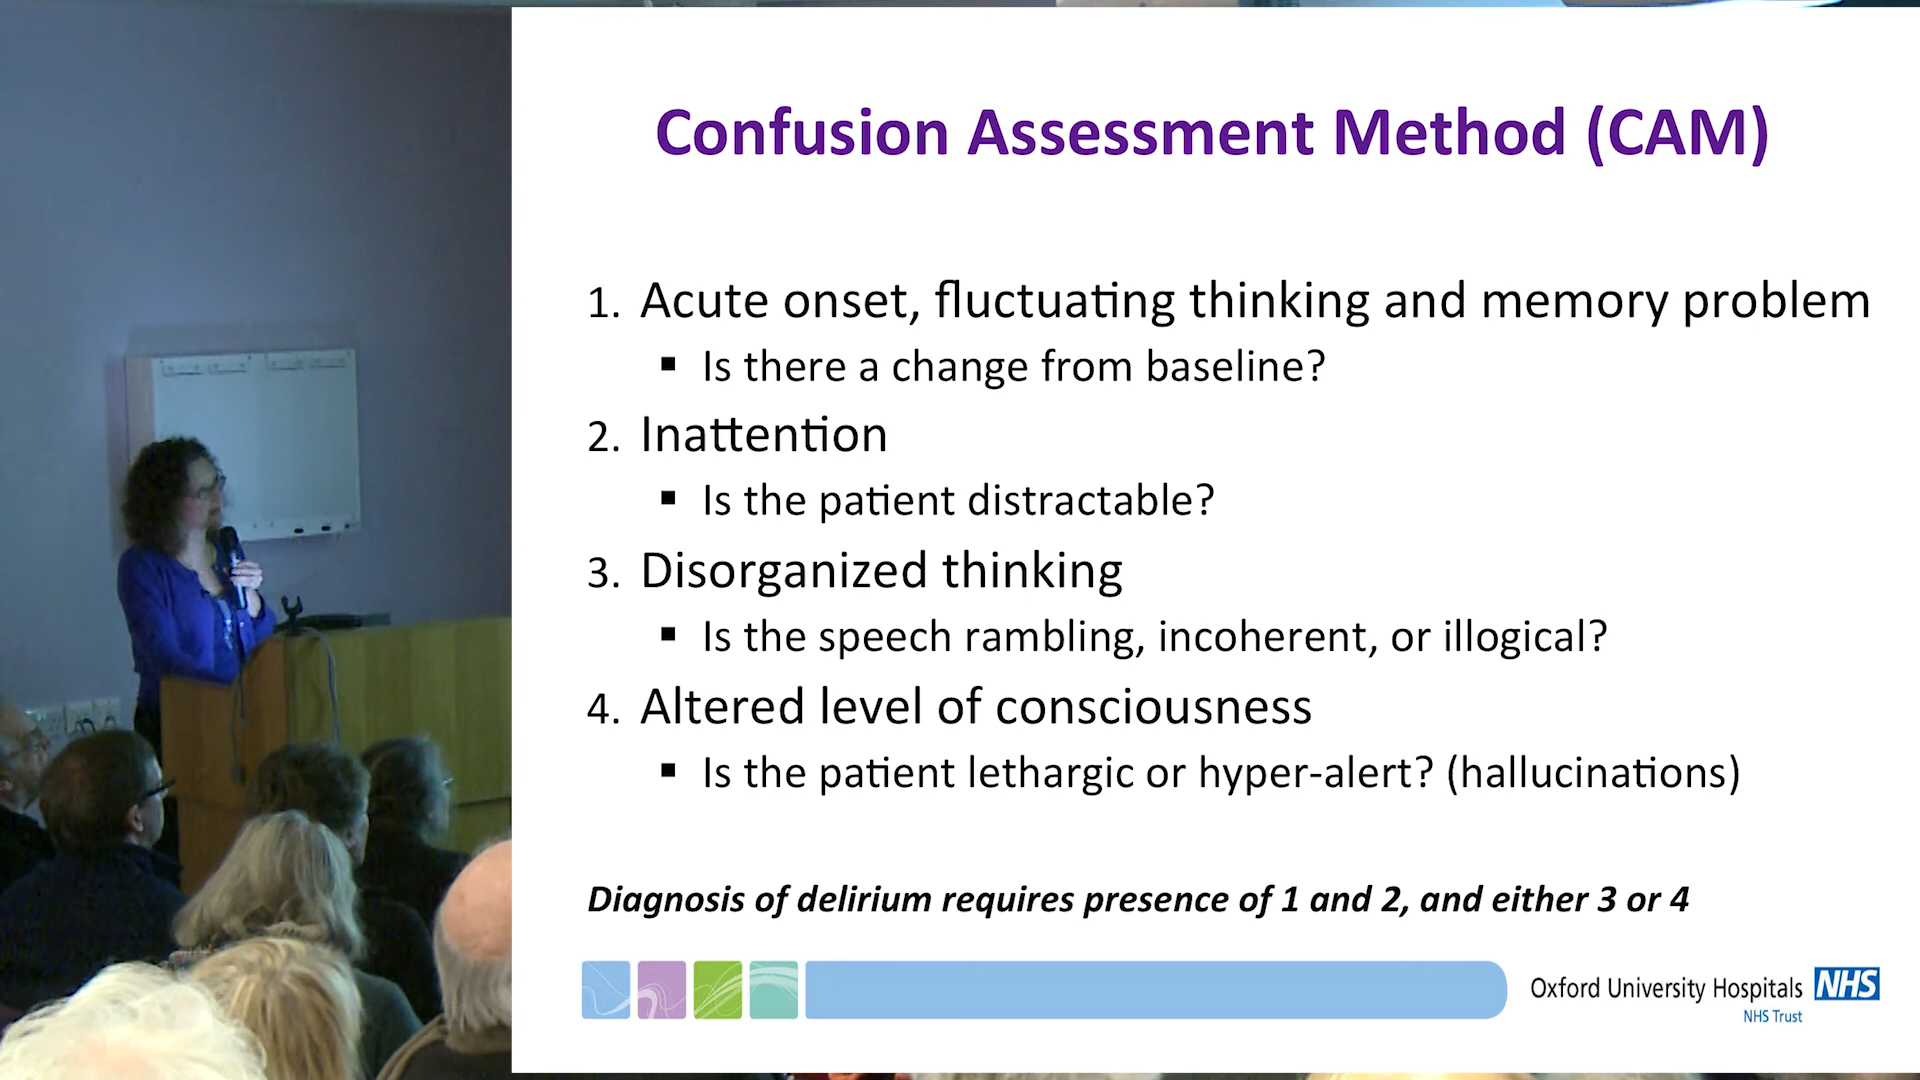 Confusion Assessment Method (CAM)
1. Acute onset, fluctuating thinking and memory problem
▪ Is there a change from baseline?
2. Inattention
▪ Is the patient distractable?
3. Disorganized thinking
▪ Is the speech rambling, incoherent, or illogical?
4. Altered level of consciousness
▪ Is the patient lethargic or hyper-alert? (hallucinations)
Diagnosis of delirium requires presence of 1 and 2, and either 3 or 4
Oxford University Hospitals NHS
NHS Trust